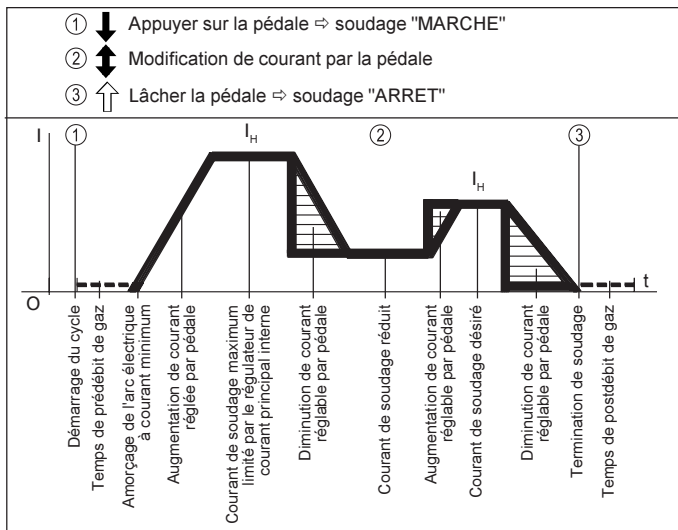 ① Appuyer sur la pédale ⇨ soudage "MARCHE"
② Modification de courant par la pédale
③ Lâcher la pédale ⇨ soudage "ARRET"
I
①
I_H
②
I_H
③
O
t
Démarrage du cycle
Temps de prédébit de gaz
Amorçage de l'arc électrique
à courant minimum
Augmentation de courant
réglée par pédale
Courant de soudage maximum
limité par le régulateur de
courant principal interne
Diminution de courant
réglable par pédale
Courant de soudage réduit
Augmentation de courant
réglable par pédale
Courant de soudage désiré
Diminution de courant
réglable par pédale
Termination de soudage
Temps de postdébit de gaz